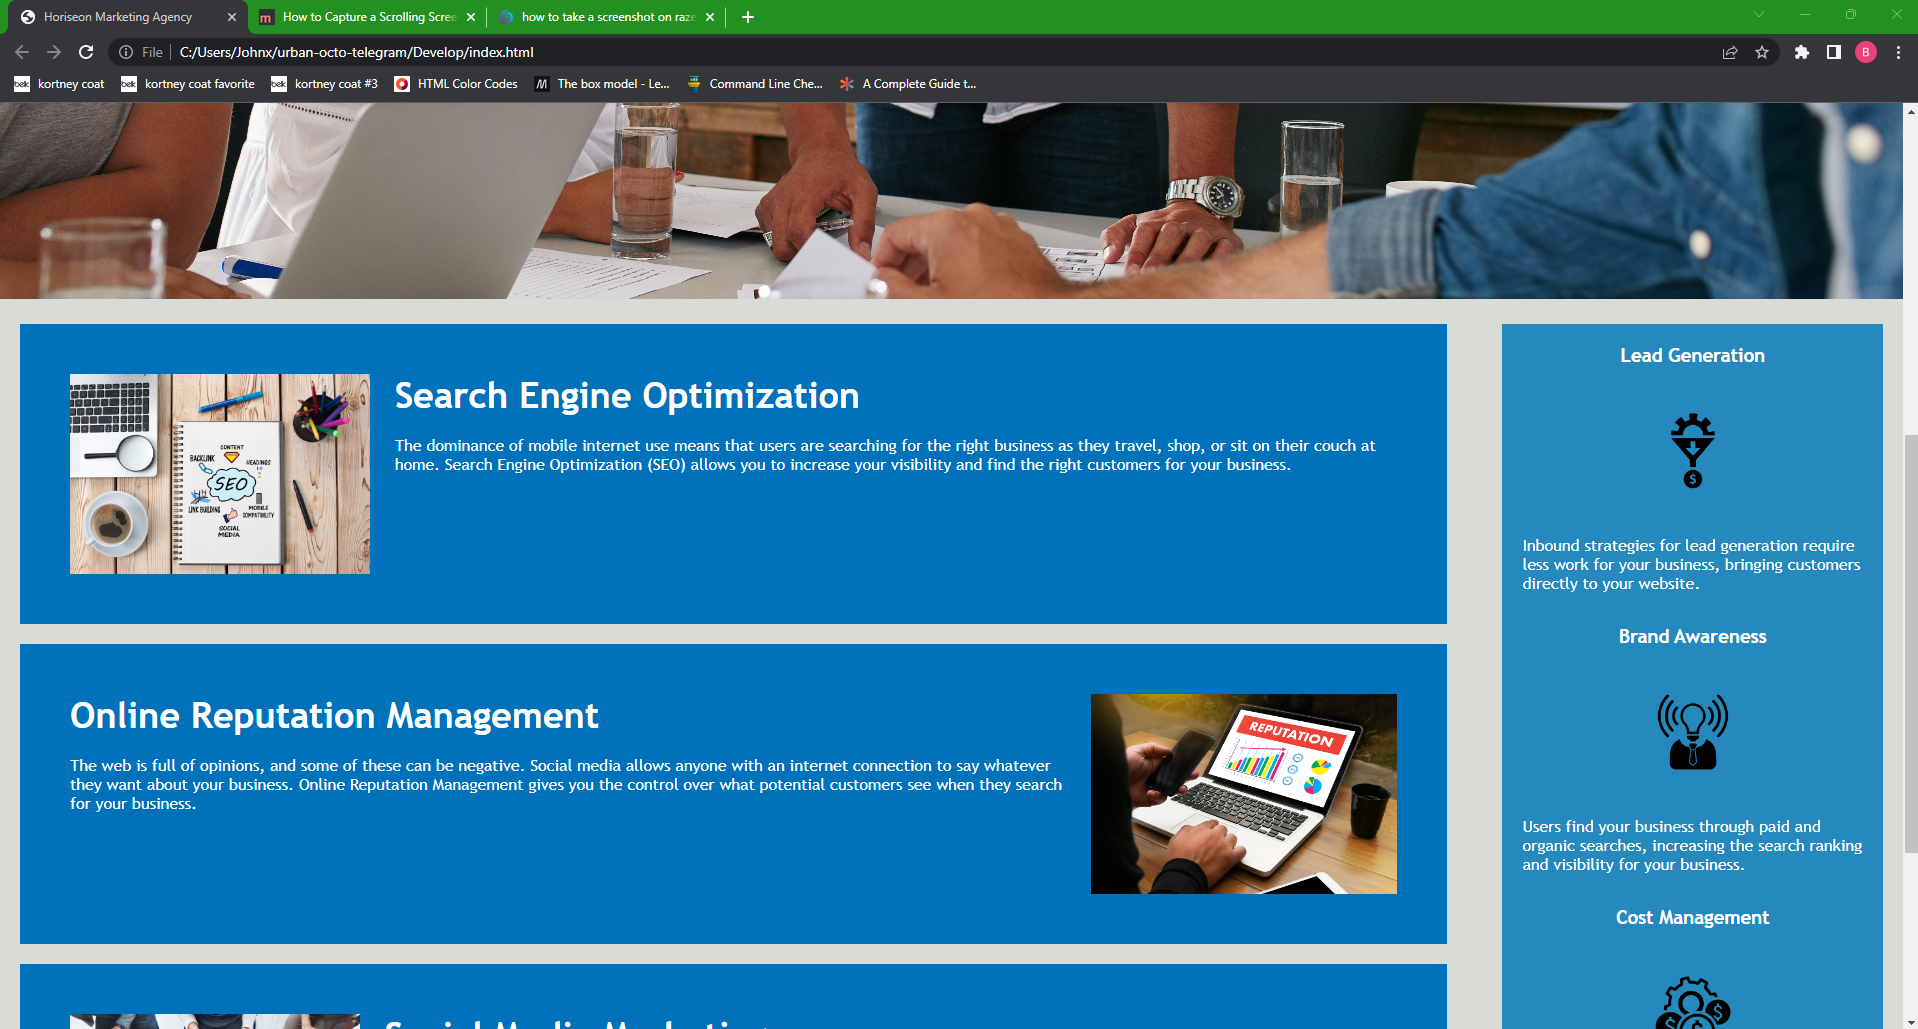 Horiseon Marketing Agency
How to Capture a Scrolling Scree
how to take a screenshot on raze
File
C:/Users/Johnx/urban-octo-telegram/Develop/index.html
B
belk kortney coat
belk kortney coat favorite
belk kortney coat #3
HTML Color Codes
M The box model - Le...
Command Line Che...
A Complete Guide t...
Search Engine Optimization
The dominance of mobile internet use means that users are searching for the right business as they travel, shop, or sit on their couch at
home. Search Engine Optimization (SEO) allows you to increase your visibility and find the right customers for your business.
CONTENT
BACKLINK
HEADINGS
SEO
LINK BUILDING
MOBILE
COMPATIBILITY
SOCIAL
MEDIA
Online Reputation Management
The web is full of opinions, and some of these can be negative. Social media allows anyone with an internet connection to say whatever
they want about your business. Online Reputation Management gives you the control over what potential customers see when they search
for your business.
REPUTATION
Lead Generation
$
Inbound strategies for lead generation require
less work for your business, bringing customers
directly to your website.
Brand Awareness
Users find your business through paid and
organic searches, increasing the search ranking
and visibility for your business.
Cost Management
$
$ $